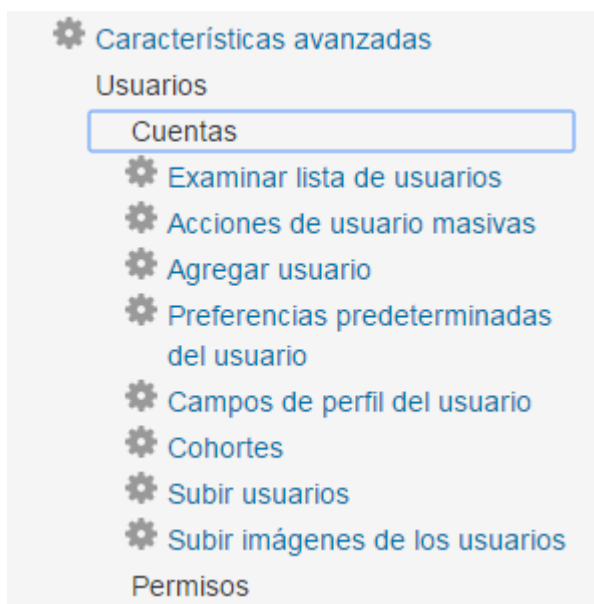 Características avanzadas
Usuarios
Cuentas
Examinar lista de usuarios
Acciones de usuario masivas
Agregar usuario
Preferencias predeterminadas
del usuario
Campos de perfil del usuario
Cohortes
Subir usuarios
Subir imágenes de los usuarios
Permisos